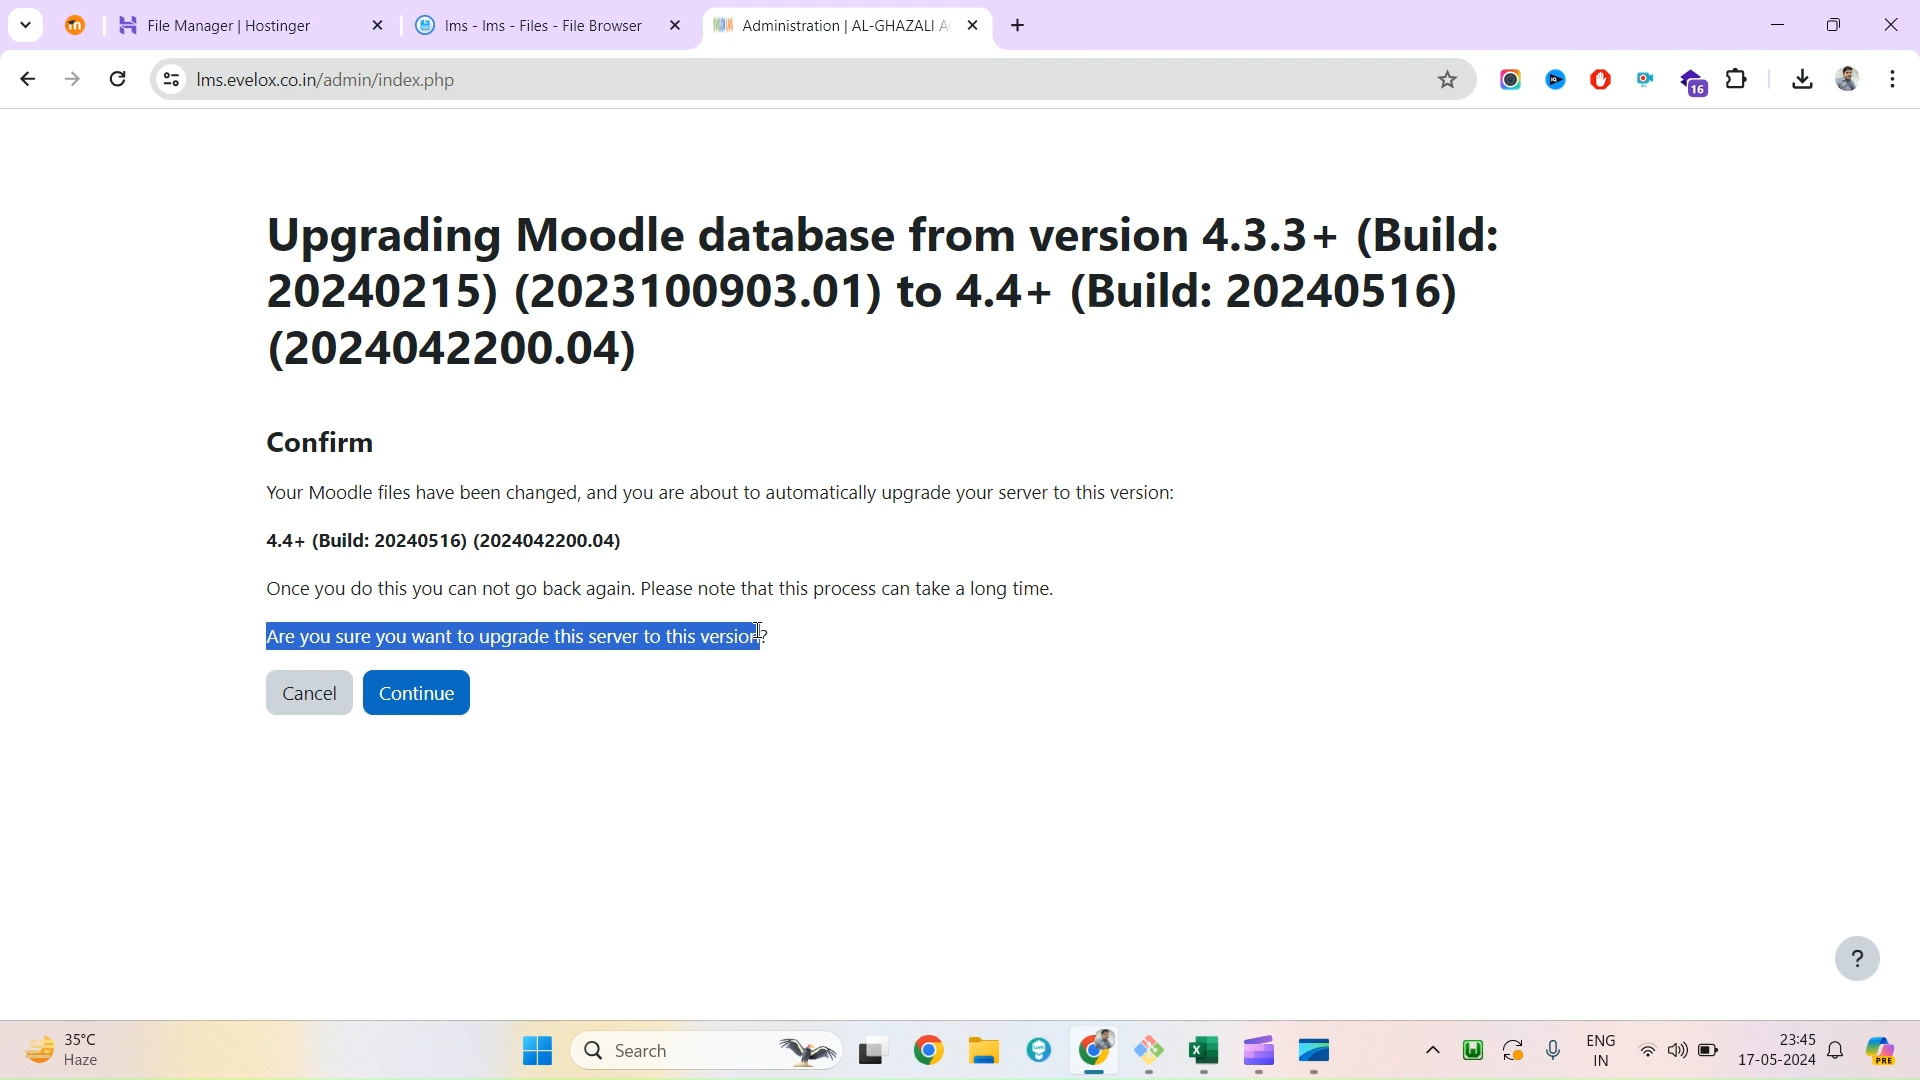 File Manager | Hostinger
lms - lms - Files - File Browser
Administration | AL-GHAZALI A
lms.evelox.co.in/admin/index.php
16
Upgrading Moodle database from version 4.3.3+ (Build:
20240215) (2023100903.01) to 4.4+ (Build: 20240516)
(2024042200.04)
Confirm
Your Moodle files have been changed, and you are about to automatically upgrade your server to this version:
4.4+ (Build: 20240516) (2024042200.04)
Once you do this you can not go back again. Please note that this process can take a long time.
Are you sure you want to upgrade this server to this version?
Cancel
Continue
?
35°C
Haze
Search
ENG
IN
23:45
17-05-2024
PRE